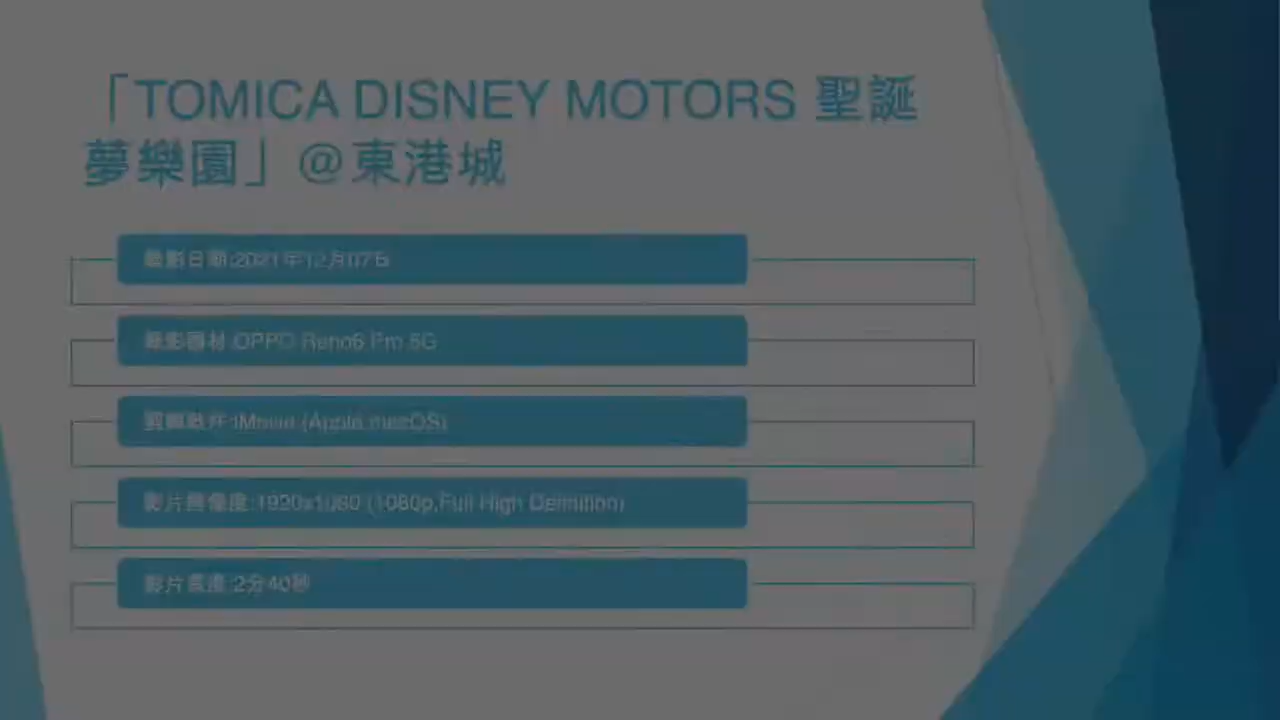 「TOMICA DISNEY MOTORS 聖誕
夢樂園」@東港城
攝影日期:2021年12月07日
攝影器材:OPPO Reno6 Pro 5G
剪輯軟件:iMovie (Apple macOS)
影片解像度:1920x1080 (1080p,Full High Definition)
影片長度:2分40秒